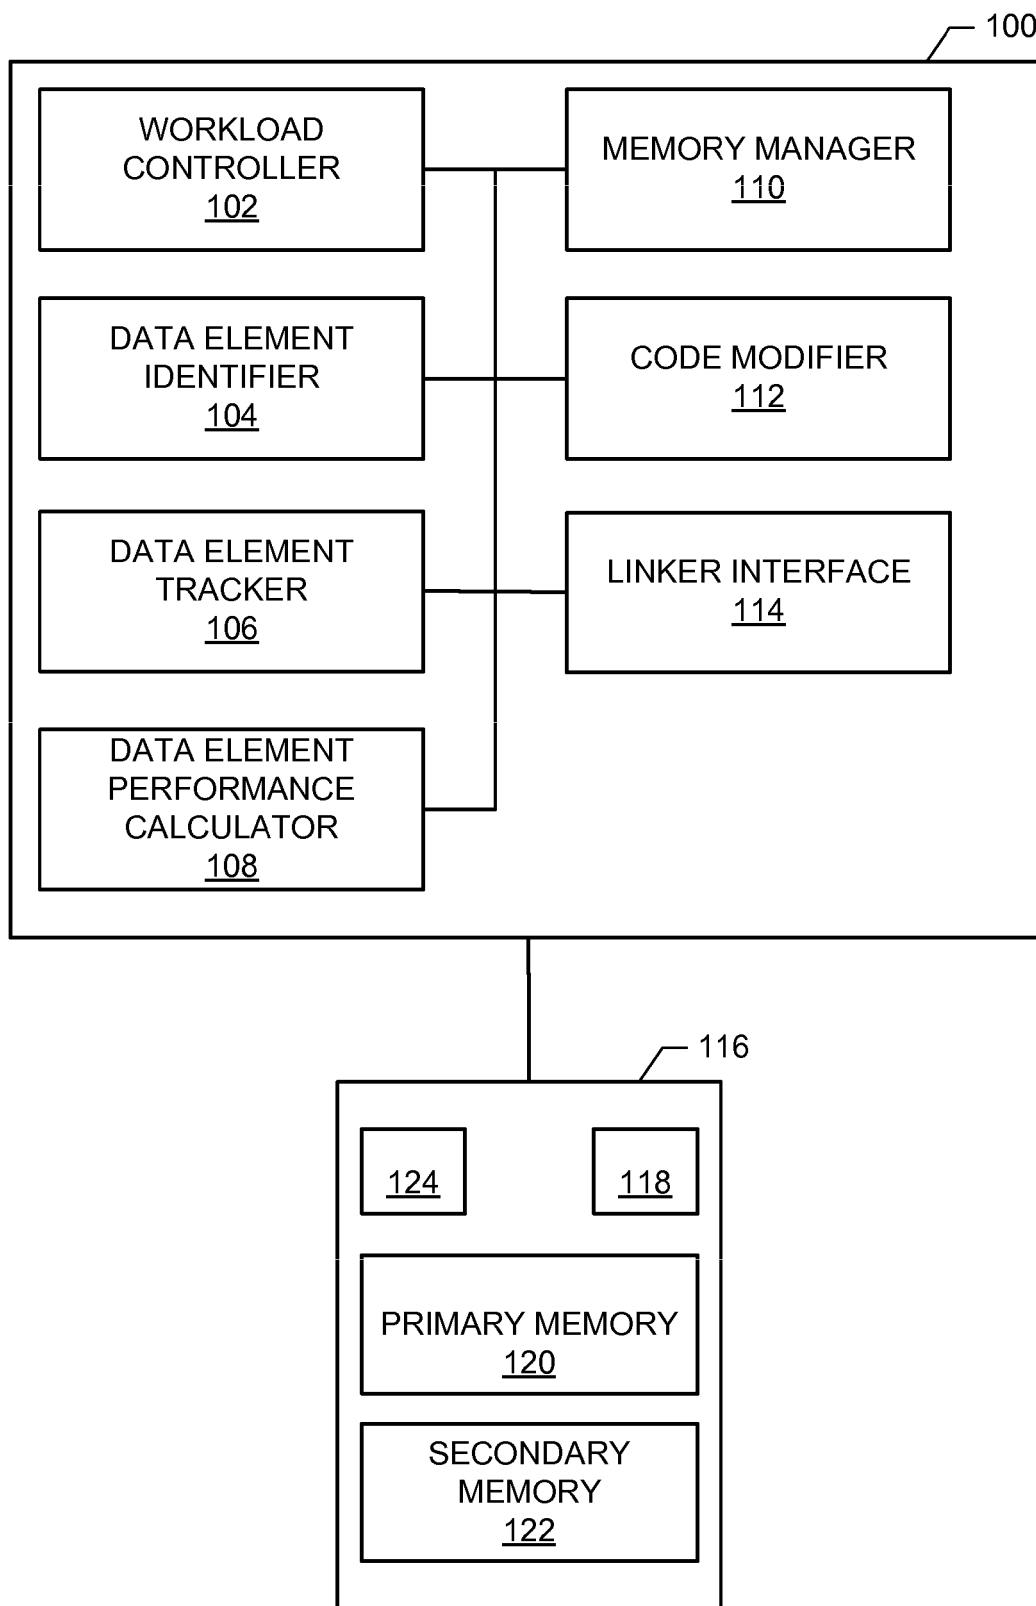 100
WORKLOAD
CONTROLLER
102
MEMORY MANAGER
110
DATA ELEMENT
IDENTIFIER
104
CODE MODIFIER
112
DATA ELEMENT
TRACKER
106
LINKER INTERFACE
114
DATA ELEMENT
PERFORMANCE
CALCULATOR
108
116
124
118
PRIMARY MEMORY
120
SECONDARY
MEMORY
122